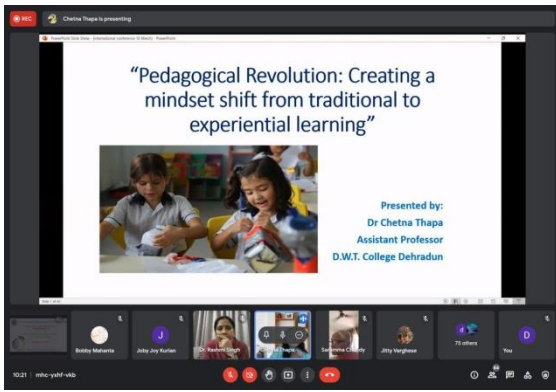 REC
Chetna Thapa is presenting
“Pedagogical Revolution: Creating a
mindset shift from traditional to
experiential learning”
Presented by:
Dr Chetna Thapa
Assistant Professor
D.W.T. College Dehradun
Bobby Mahanta
J
Joby Joy Kurian
Dr. Rashmi Singh
Jitty Varghese
75 others
D
You
10:21 | mhc-yxhf-vkb